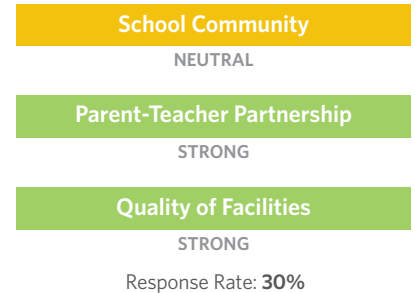 School Community
NEUTRAL
Parent-Teacher Partnership
STRONG
Quality of Facilities
STRONG
Response Rate: 30%